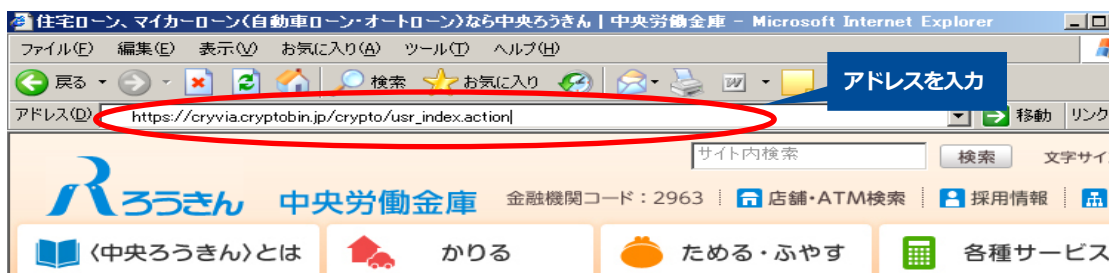 住宅ローン、マイカーローン(自動車ローン・オートローン)なら中央ろうきん | 中央労働金庫 - Microsoft Internet Explorer
ファイル(F) 編集(E) 表示(V) お気に入り(A) ツール(T) ヘルプ(H)
戻る 検索 お気に入り
アドレスを入力
アドレス(D) https://cryvia.cryptobin.jp/crypto/usr_index.action 移動 リンク
サイト内検索 検索 文字サイ
ろうきん 中央労働金庫 金融機関コード:2963 店舗・ATM検索 採用情報
〈中央ろうきん〉とは かりる ためる・ふやす 各種サービス